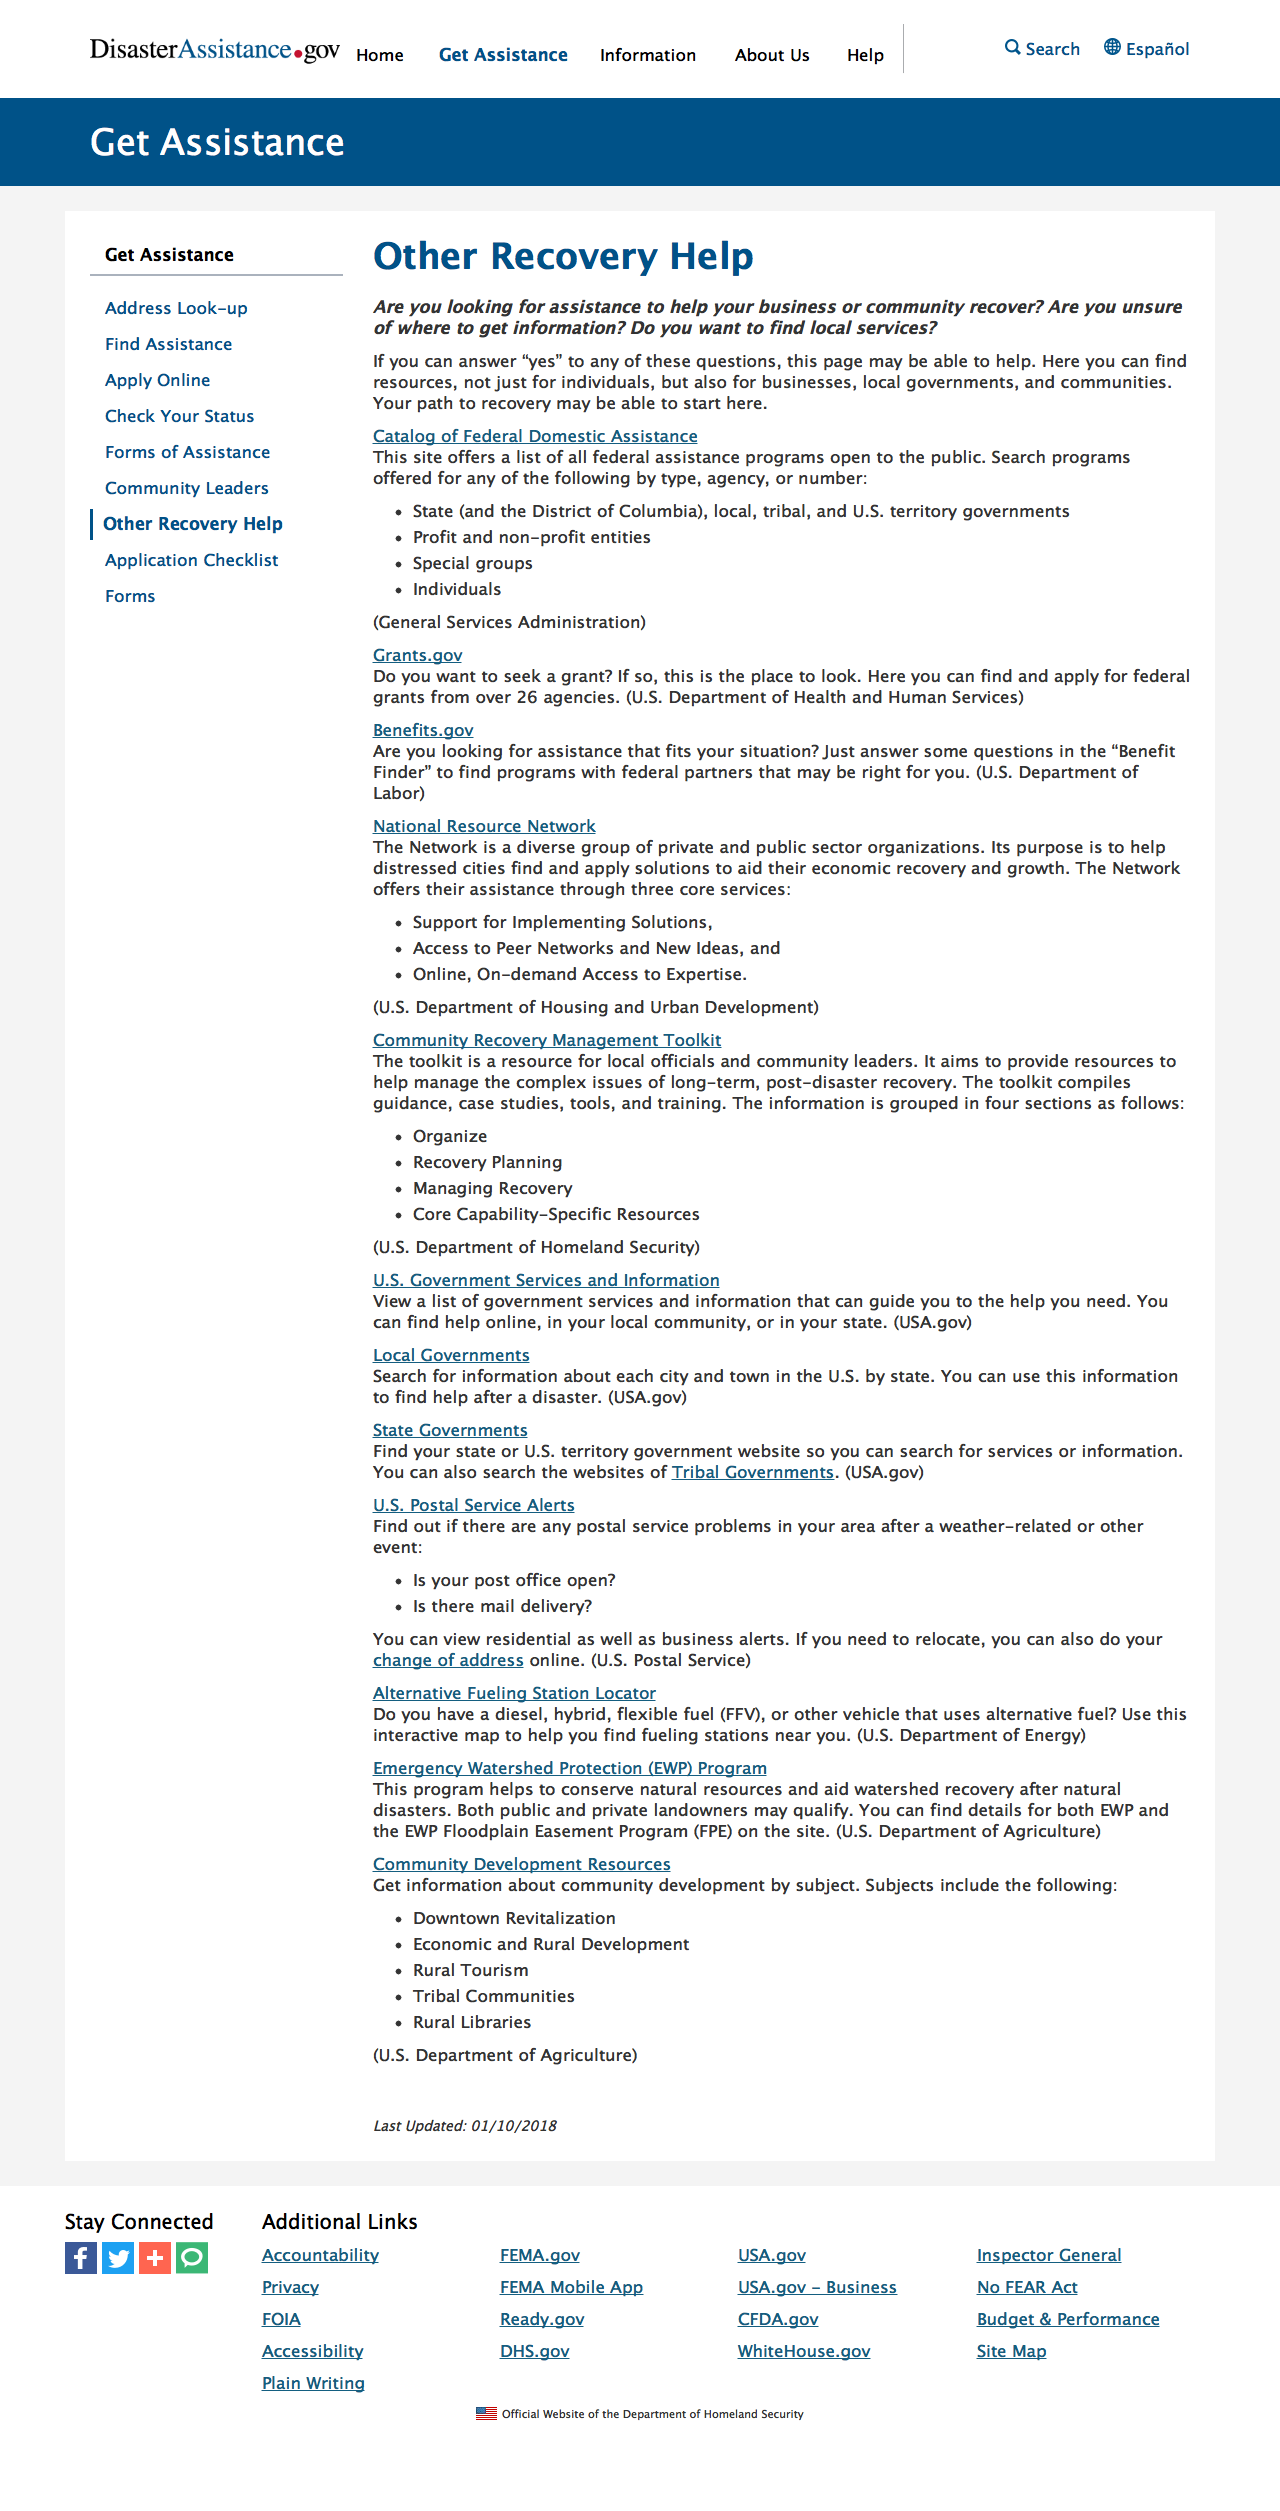 DisasterAssistance.gov Home Get Assistance Information About Us Help Search Español
Get Assistance
Get Assistance
Address Look-up
Find Assistance
Apply Online
Check Your Status
Forms of Assistance
Community Leaders
Other Recovery Help
Application Checklist
Forms
Other Recovery Help
Are you looking for assistance to help your business or community recover? Are you unsure
of where to get information? Do you want to find local services?
If you can answer “yes” to any of these questions, this page may be able to help. Here you can find
resources, not just for individuals, but also for businesses, local governments, and communities.
Your path to recovery may be able to start here.
Catalog of Federal Domestic Assistance
This site offers a list of all federal assistance programs open to the public. Search programs
offered for any of the following by type, agency, or number:
• State (and the District of Columbia), local, tribal, and U.S. territory governments
• Profit and non-profit entities
• Special groups
• Individuals
(General Services Administration)
Grants.gov
Do you want to seek a grant? If so, this is the place to look. Here you can find and apply for federal
grants from over 26 agencies. (U.S. Department of Health and Human Services)
Benefits.gov
Are you looking for assistance that fits your situation? Just answer some questions in the “Benefit
Finder” to find programs with federal partners that may be right for you. (U.S. Department of
Labor)
National Resource Network
The Network is a diverse group of private and public sector organizations. Its purpose is to help
distressed cities find and apply solutions to aid their economic recovery and growth. The Network
offers their assistance through three core services:
• Support for Implementing Solutions,
• Access to Peer Networks and New Ideas, and
• Online, On-demand Access to Expertise.
(U.S. Department of Housing and Urban Development)
Community Recovery Management Toolkit
The toolkit is a resource for local officials and community leaders. It aims to provide resources to
help manage the complex issues of long-term, post-disaster recovery. The toolkit compiles
guidance, case studies, tools, and training. The information is grouped in four sections as follows:
• Organize
• Recovery Planning
• Managing Recovery
• Core Capability-Specific Resources
(U.S. Department of Homeland Security)
U.S. Government Services and Information
View a list of government services and information that can guide you to the help you need. You
can find help online, in your local community, or in your state. (USA.gov)
Local Governments
Search for information about each city and town in the U.S. by state. You can use this information
to find help after a disaster. (USA.gov)
State Governments
Find your state or U.S. territory government website so you can search for services or information.
You can also search the websites of Tribal Governments. (USA.gov)
U.S. Postal Service Alerts
Find out if there are any postal service problems in your area after a weather-related or other
event:
• Is your post office open?
• Is there mail delivery?
You can view residential as well as business alerts. If you need to relocate, you can also do your
change of address online. (U.S. Postal Service)
Alternative Fueling Station Locator
Do you have a diesel, hybrid, flexible fuel (FFV), or other vehicle that uses alternative fuel? Use this
interactive map to help you find fueling stations near you. (U.S. Department of Energy)
Emergency Watershed Protection (EWP) Program
This program helps to conserve natural resources and aid watershed recovery after natural
disasters. Both public and private landowners may qualify. You can find details for both EWP and
the EWP Floodplain Easement Program (FPE) on the site. (U.S. Department of Agriculture)
Community Development Resources
Get information about community development by subject. Subjects include the following:
• Downtown Revitalization
• Economic and Rural Development
• Rural Tourism
• Tribal Communities
• Rural Libraries
(U.S. Department of Agriculture)
Last Updated: 01/10/2018
Stay Connected
Additional Links
Accountability FEMA.gov USA.gov Inspector General
Privacy FEMA Mobile App USA.gov - Business No FEAR Act
FOIA Ready.gov CFDA.gov Budget & Performance
Accessibility DHS.gov WhiteHouse.gov Site Map
Plain Writing
Official Website of the Department of Homeland Security